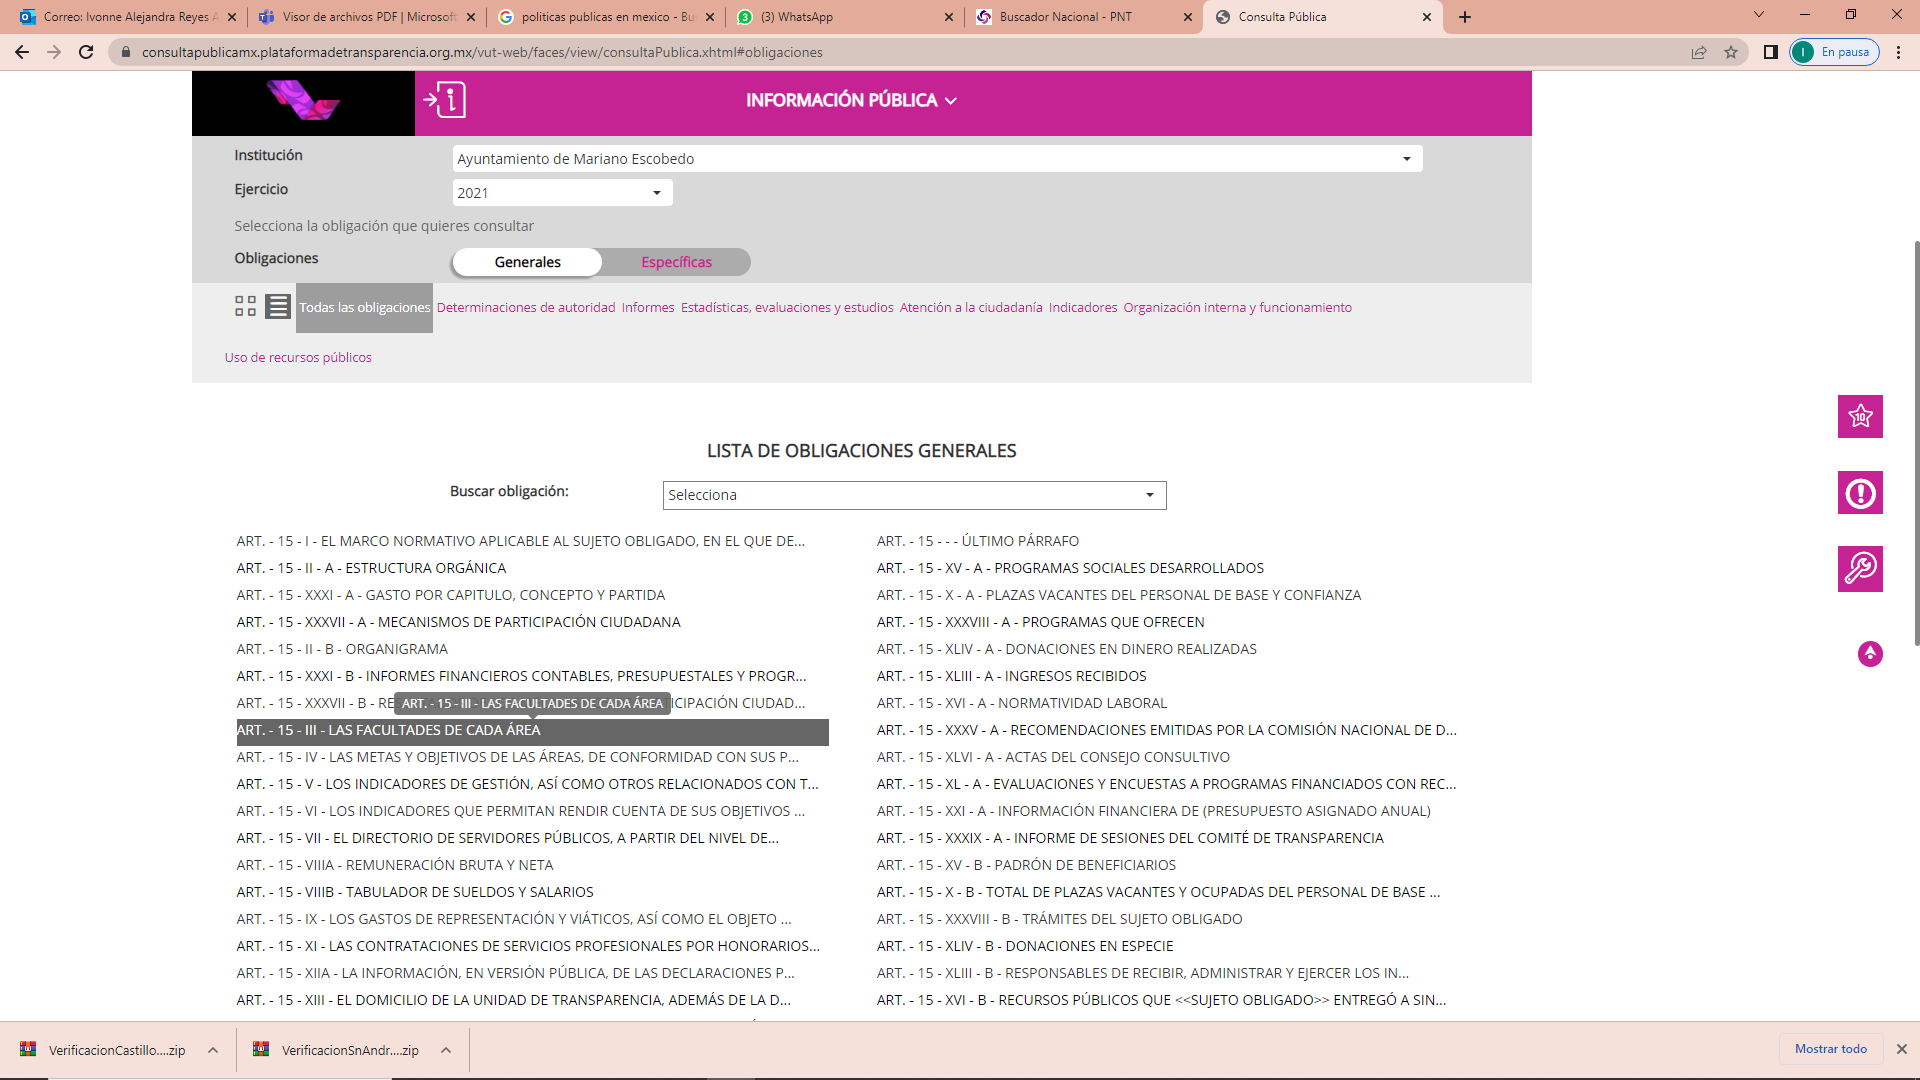 Correo: Ivonne Alejandra Reyes A
Visor de archivos PDF | Microsoft
politicas publicas en mexico - Bu
(3) WhatsApp
Buscador Nacional - PNT
Consulta Pública
consultapublicamx.plataformadetransparencia.org.mx/vut-web/faces/view/consultaPublica.xhtml#obligaciones
En pausa
INFORMACIÓN PÚBLICA
Institución
Ayuntamiento de Mariano Escobedo
Ejercicio
2021
Selecciona la obligación que quieres consultar
Obligaciones
Generales
Específicas
Todas las obligaciones
Determinaciones de autoridad
Informes
Estadísticas, evaluaciones y estudios
Atención a la ciudadanía
Indicadores
Organización interna y funcionamiento
Uso de recursos públicos
10
LISTA DE OBLIGACIONES GENERALES
Buscar obligación:
Selecciona
ART. - 15 - I - EL MARCO NORMATIVO APLICABLE AL SUJETO OBLIGADO, EN EL QUE DE...
ART. - 15 - II - A - ESTRUCTURA ORGÁNICA
ART. - 15 - XXXI - A - GASTO POR CAPITULO, CONCEPTO Y PARTIDA
ART. - 15 - XXXVII - A - MECANISMOS DE PARTICIPACIÓN CIUDADANA
ART. - 15 - II - B - ORGANIGRAMA
ART. - 15 - XXXI - B - INFORMES FINANCIEROS CONTABLES, PRESUPUESTALES Y PROGR...
ART. - 15 - XXXVII - B - RE
ART. - 15 - III - LAS FACULTADES DE CADA ÁREA
TICIPACIÓN CIUDAD...
ART. - 15 - III - LAS FACULTADES DE CADA ÁREA
ART. - 15 - IV - LAS METAS Y OBJETIVOS DE LAS ÁREAS, DE CONFORMIDAD CON SUS P...
ART. - 15 - V - LOS INDICADORES DE GESTIÓN, ASÍ COMO OTROS RELACIONADOS CON T...
ART. - 15 - VI - LOS INDICADORES QUE PERMITAN RENDIR CUENTA DE SUS OBJETIVOS ...
ART. - 15 - VII - EL DIRECTORIO DE SERVIDORES PÚBLICOS, A PARTIR DEL NIVEL DE...
ART. - 15 - VIIIA - REMUNERACIÓN BRUTA Y NETA
ART. - 15 - VIIIB - TABULADOR DE SUELDOS Y SALARIOS
ART. - 15 - IX - LOS GASTOS DE REPRESENTACIÓN Y VIÁTICOS, ASÍ COMO EL OBJETO ...
ART. - 15 - XI - LAS CONTRATACIONES DE SERVICIOS PROFESIONALES POR HONORARIOS...
ART. - 15 - XIIA - LA INFORMACIÓN, EN VERSIÓN PÚBLICA, DE LAS DECLARACIONES P...
ART. - 15 - XIII - EL DOMICILIO DE LA UNIDAD DE TRANSPARENCIA, ADEMÁS DE LA D...
ART. - 15 - - - ÚLTIMO PÁRRAFO
ART. - 15 - XV - A - PROGRAMAS SOCIALES DESARROLLADOS
ART. - 15 - X - A - PLAZAS VACANTES DEL PERSONAL DE BASE Y CONFIANZA
ART. - 15 - XXXVIII - A - PROGRAMAS QUE OFRECEN
ART. - 15 - XLIV - A - DONACIONES EN DINERO REALIZADAS
ART. - 15 - XLIII - A - INGRESOS RECIBIDOS
ART. - 15 - XVI - A - NORMATIVIDAD LABORAL
ART. - 15 - XXXV - A - RECOMENDACIONES EMITIDAS POR LA COMISIÓN NACIONAL DE D...
ART. - 15 - XLVI - A - ACTAS DEL CONSEJO CONSULTIVO
ART. - 15 - XL - A - EVALUACIONES Y ENCUESTAS A PROGRAMAS FINANCIADOS CON REC...
ART. - 15 - XXI - A - INFORMACIÓN FINANCIERA DE (PRESUPUESTO ASIGNADO ANUAL)
ART. - 15 - XXXIX - A - INFORME DE SESIONES DEL COMITÉ DE TRANSPARENCIA
ART. - 15 - XV - B - PADRÓN DE BENEFICIARIOS
ART. - 15 - X - B - TOTAL DE PLAZAS VACANTES Y OCUPADAS DEL PERSONAL DE BASE ...
ART. - 15 - XXXVIII - B - TRÁMITES DEL SUJETO OBLIGADO
ART. - 15 - XLIV - B - DONACIONES EN ESPECIE
ART. - 15 - XLIII - B - RESPONSABLES DE RECIBIR, ADMINISTRAR Y EJERCER LOS IN...
ART. - 15 - XVI - B - RECURSOS PÚBLICOS QUE <<SUJETO OBLIGADO>> ENTREGÓ A SIN...
VerificacionCastillo....zip
VerificacionSnAndr....zip
Mostrar todo